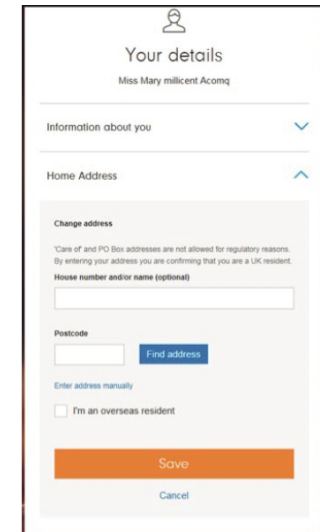 Your details
Miss Mary millicent Acomq
Information about you
Home Address
Change address
'Care of' and PO Box addresses are not allowed for regulatory reasons.
By entering your address you are confirming that you are a UK resident.
House number and/or name (optional)
Postcode
Find address
Enter address manually
I'm an overseas resident
Save
Cancel